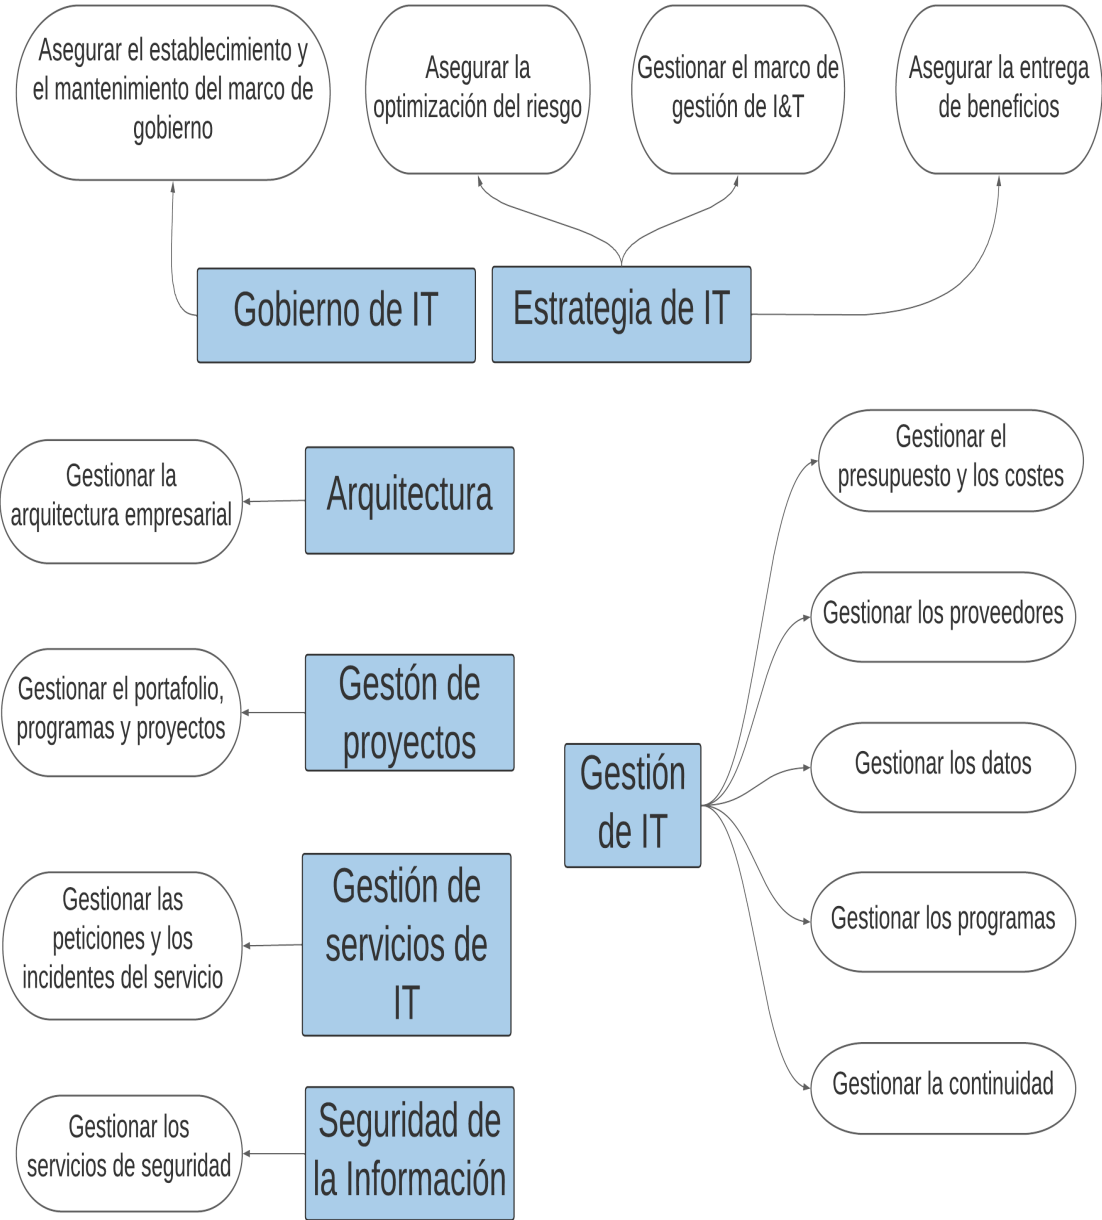 Asegurar el establecimiento y
el mantenimiento del marco de
gobierno
Asegurar la
optimización del riesgo
Gestionar el marco de
gestión de I&T
Asegurar la entrega
de beneficios
Gobierno de IT
Estrategia de IT
Gestionar la
arquitectura empresarial
Arquitectura
Gestionar el
presupuesto y los costes
Gestionar los proveedores
Gestionar el portafolio,
programas y proyectos
Gestón de
proyectos
Gestión
de IT
Gestionar los datos
Gestionar las
peticiones y los
incidentes del servicio
Gestión de
servicios de
IT
Gestionar los programas
Gestionar la continuidad
Gestionar los
servicios de seguridad
Seguridad de
la Información